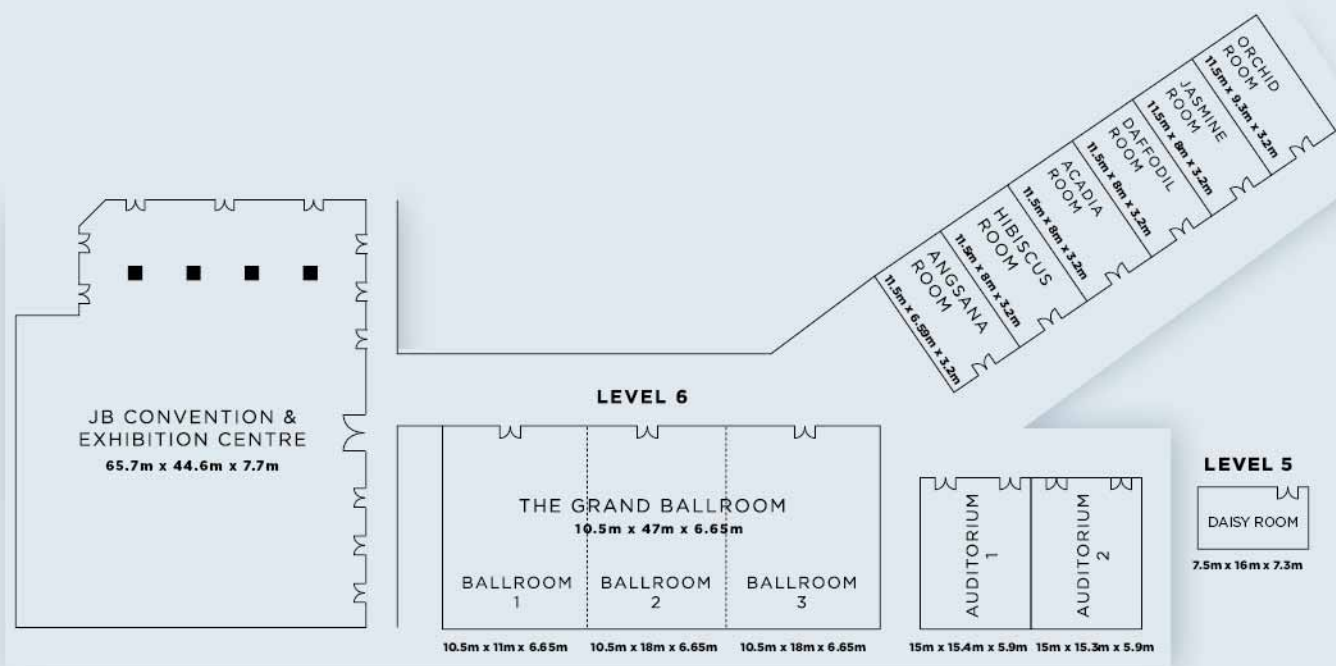 JB CONVENTION &
EXHIBITION CENTRE
65.7m x 44.6m x 7.7m
LEVEL 6
THE GRAND BALLROOM
10.5m x 47m x 6.65m
BALLROOM
1
BALLROOM
2
BALLROOM
3
10.5m x 11m x 6.65m
10.5m x 18m x 6.65m
10.5m x 18m x 6.65m
ANGSANA
ROOM
11.5m x 6.59m x 3.2m
HIBISCUS
ROOM
11.5m x 8m x 3.2m
ACADIA
ROOM
11.5m x 8m x 3.2m
DAFFODIL
ROOM
11.5m x 8m x 3.2m
JASMINE
ROOM
11.5m x 8m x 3.2m
ORCHID
ROOM
11.5m x 9.3m x 3.2m
AUDITORIUM
1
AUDITORIUM
2
15m x 15.4m x 5.9m
15m x 15.3m x 5.9m
LEVEL 5
DAISY ROOM
7.5m x 16m x 7.3m